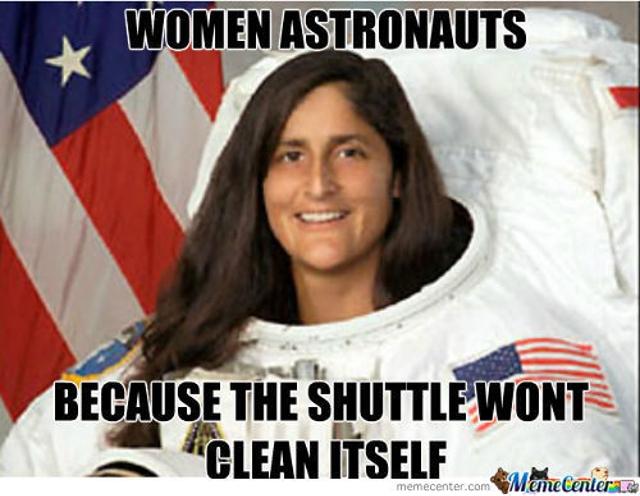 WOMEN ASTRONAUTS
BECAUSE THE SHUTTLE WONT
CLEAN ITSELF
memecenter.com MemeCenter